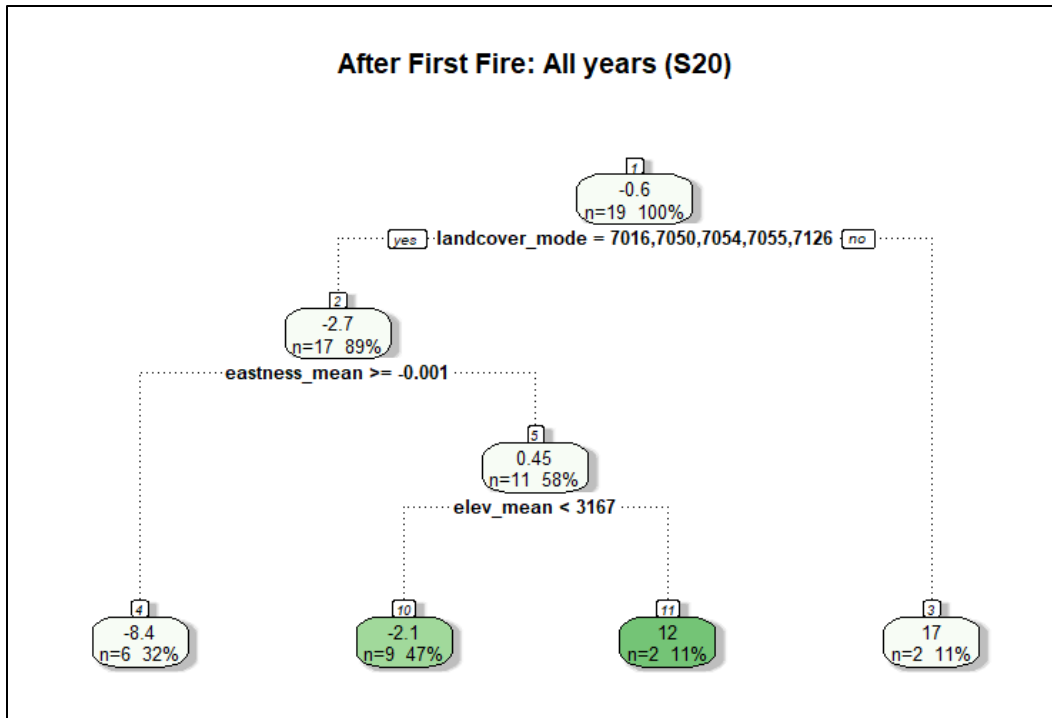 After First Fire: All years (S20)
1
-0.6
n=19 100%
yes landcover_mode = 7016,7050,7054,7055,7126 no
2
-2.7
n=17 89%
eastness_mean >= -0.001
5
0.45
n=11 58%
elev_mean < 3167
4
-8.4
n=6 32%
10
-2.1
n=9 47%
11
12
n=2 11%
3
17
n=2 11%